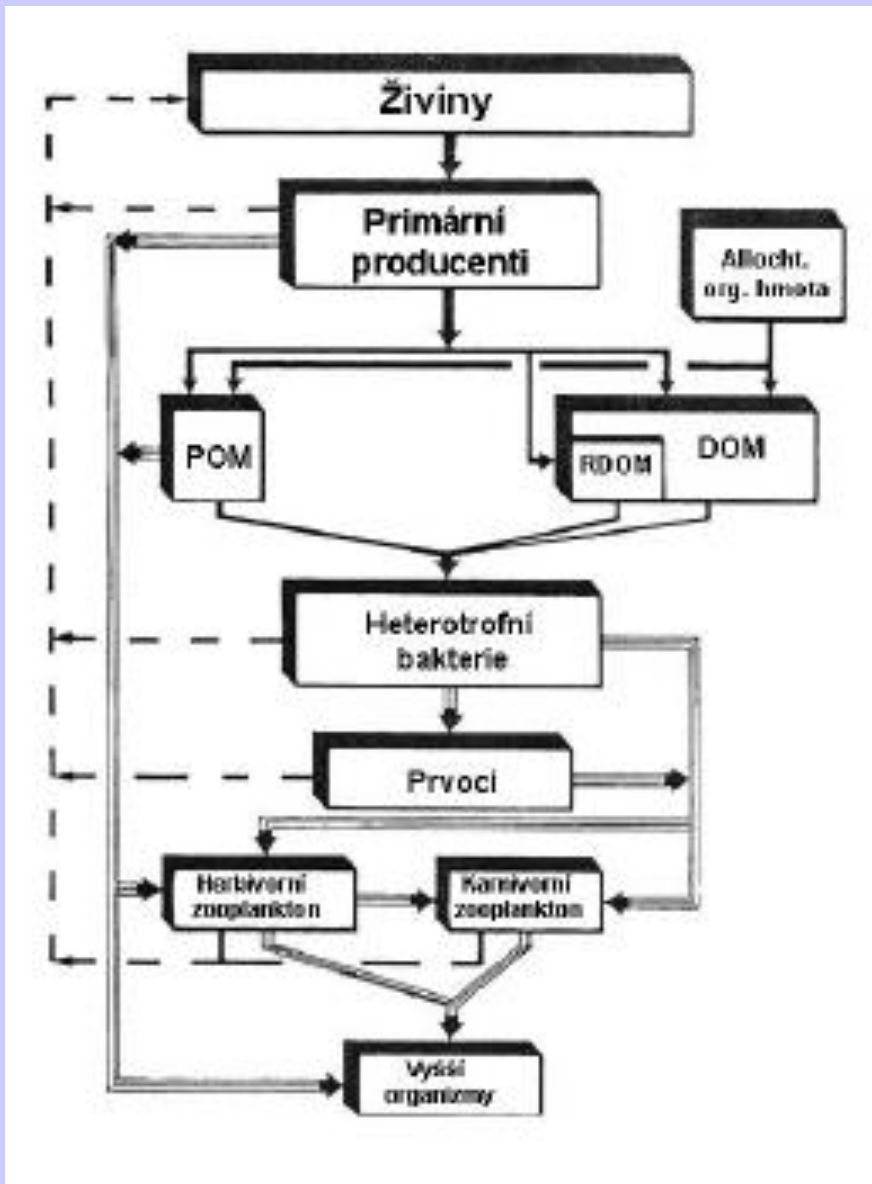 Živiny
Primární
producenti
Allocht.
org. hmota
POM
RDOM
DOM
Heterotrofní
bakterie
Prvoci
Herbivorní
zooplankton
Karnivorní
zooplankton
Vyšší
organizmy